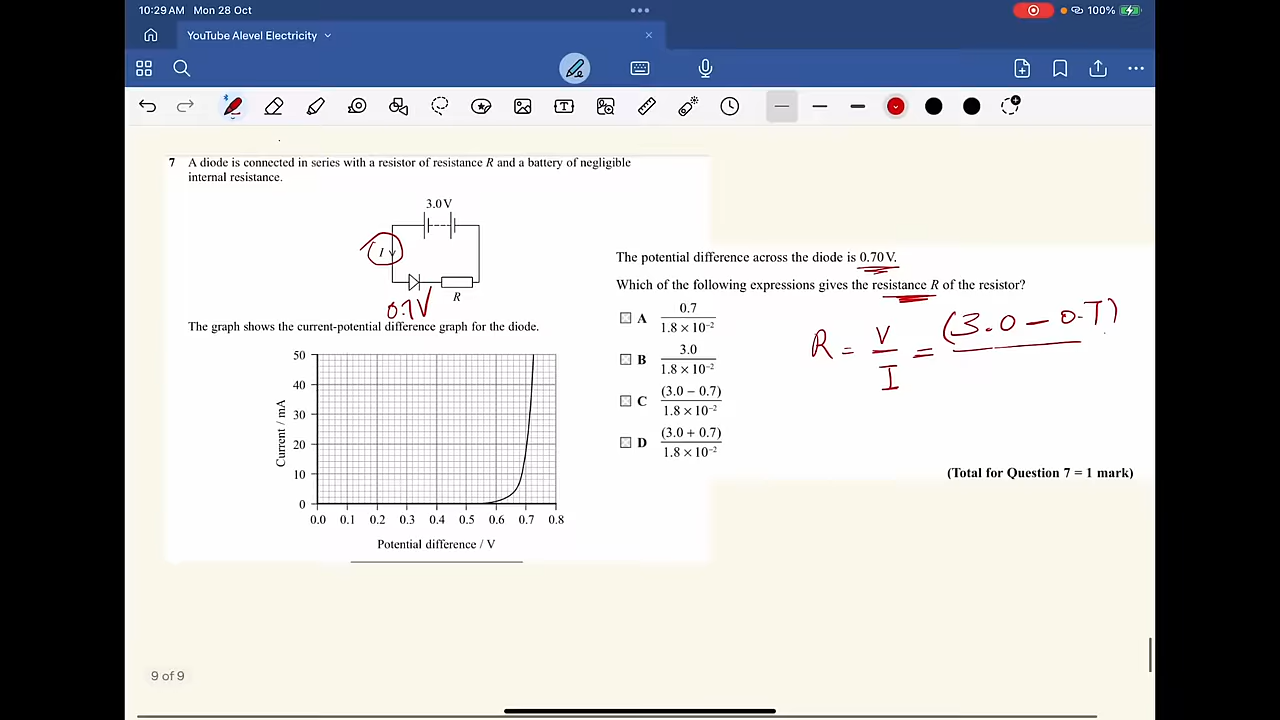 10:29 AM Mon 28 Oct
100%
YouTube Alevel Electricity
7 A diode is connected in series with a resistor of resistance R and a battery of negligible
internal resistance.
3.0 V
I
R
0.7V
The graph shows the current-potential difference graph for the diode.
50
40
30
20
10
0
Current / mA
0.0 0.1 0.2 0.3 0.4 0.5 0.6 0.7 0.8
Potential difference / V
The potential difference across the diode is 0.70 V.
Which of the following expressions gives the resistance R of the resistor?
A 0.7
1.8 × 10⁻²
B 3.0
1.8 × 10⁻²
C (3.0 − 0.7)
1.8 × 10⁻²
D (3.0 + 0.7)
1.8 × 10⁻²
R = V / I = (3.0 - 0.7)
(Total for Question 7 = 1 mark)
9 of 9